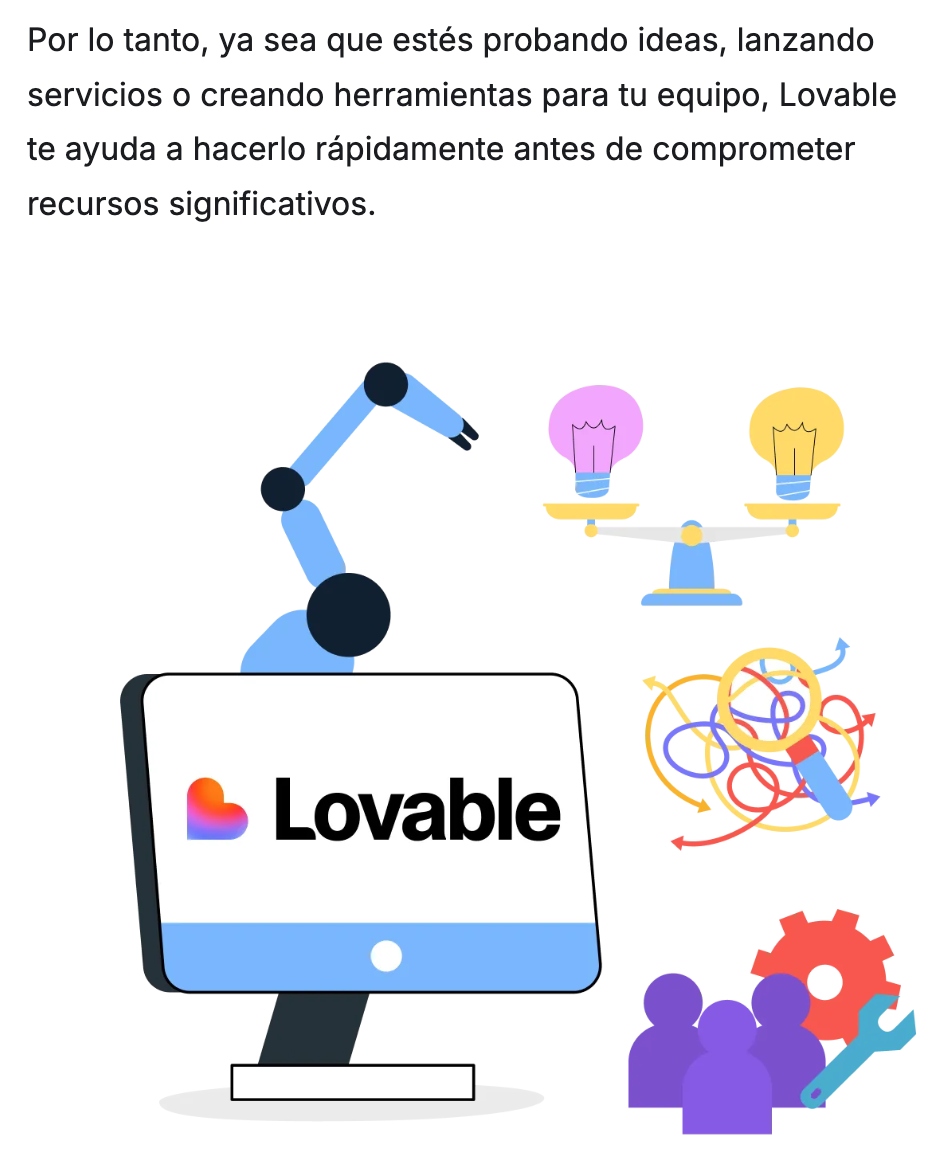 Por lo tanto, ya sea que estés probando ideas, lanzando
servicios o creando herramientas para tu equipo, Lovable
te ayuda a hacerlo rápidamente antes de comprometer
recursos significativos.
Lovable